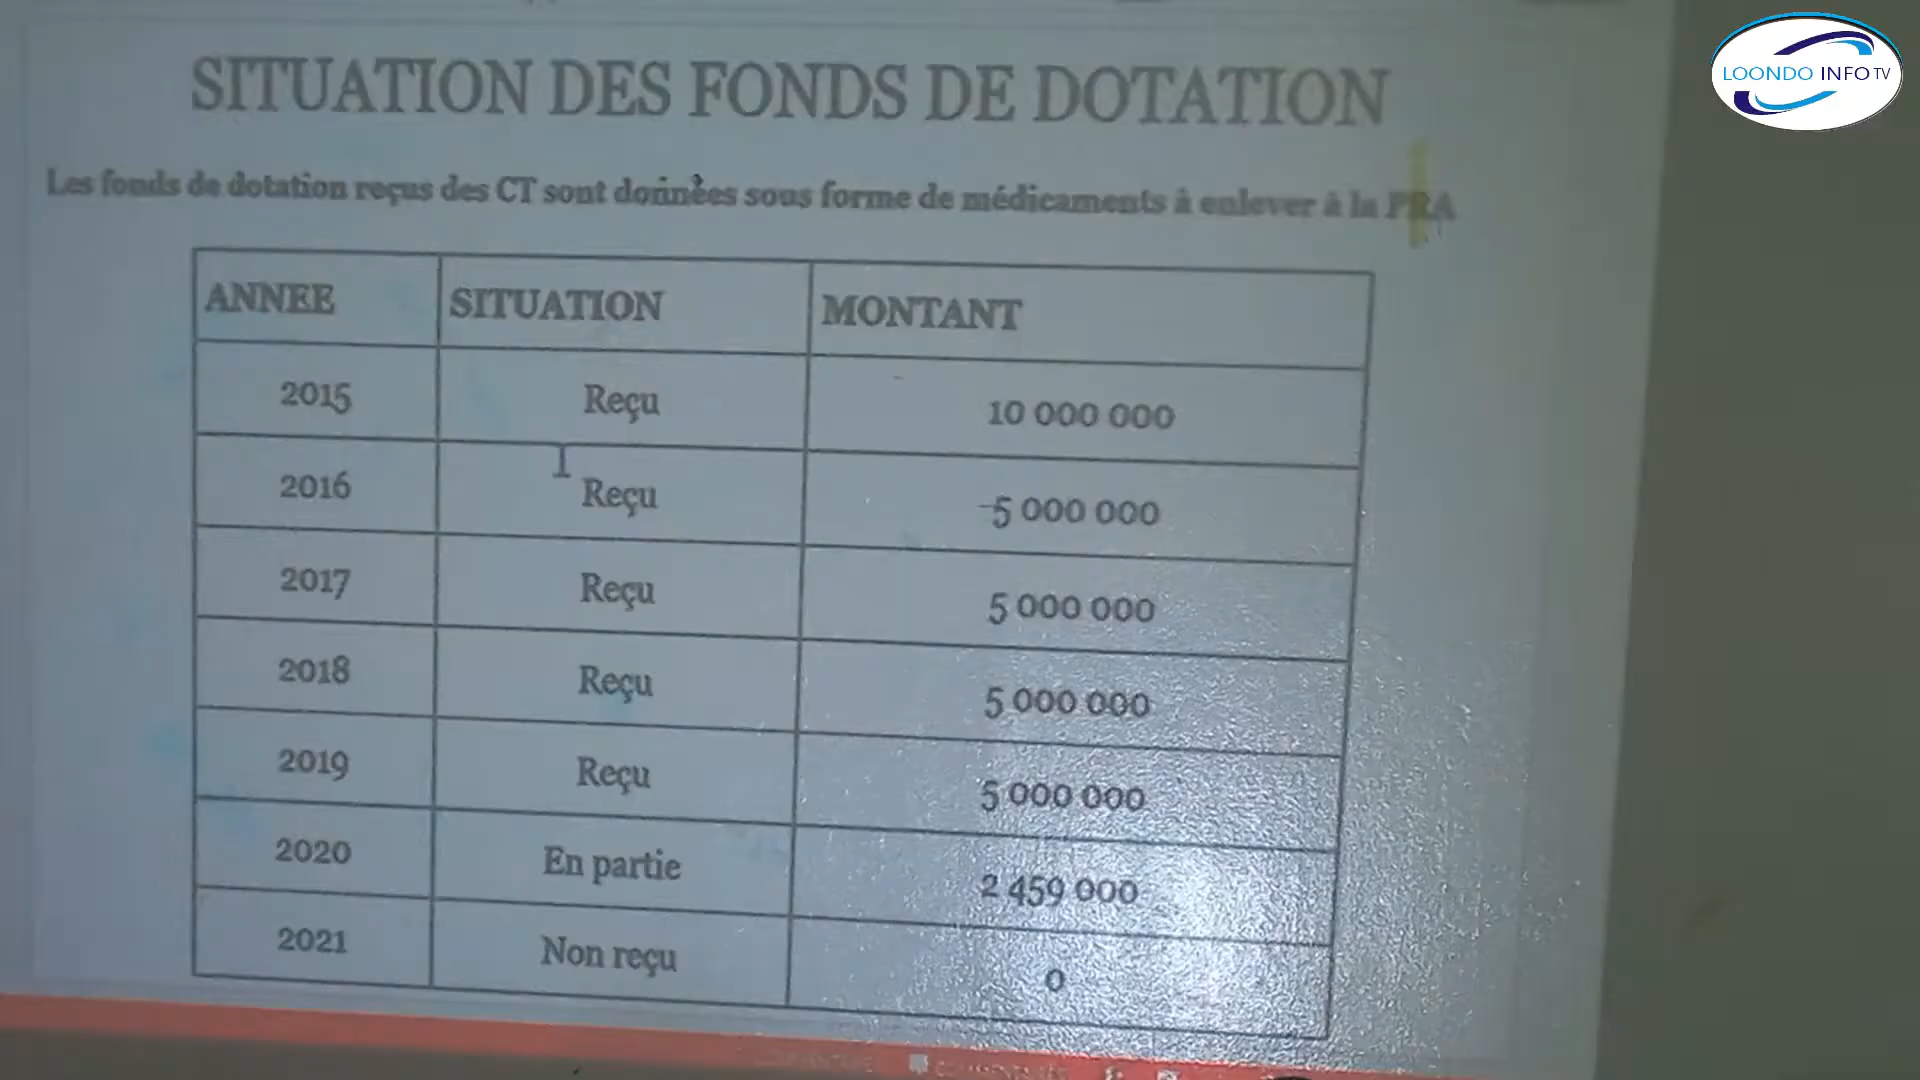 LOONDO INFO TV
SITUATION DES FONDS DE DOTATION
Les fonds de dotation reçus des CT sont donnèes sous forme de médicaments à enlever à la PRA
ANNEE SITUATION MONTANT
2015 Reçu 10 000 000
2016 Reçu 5 000 000
2017 Reçu 5 000 000
2018 Reçu 5 000 000
2019 Reçu 5 000 000
2020 En partie 2 459 000
2021 Non reçu 0